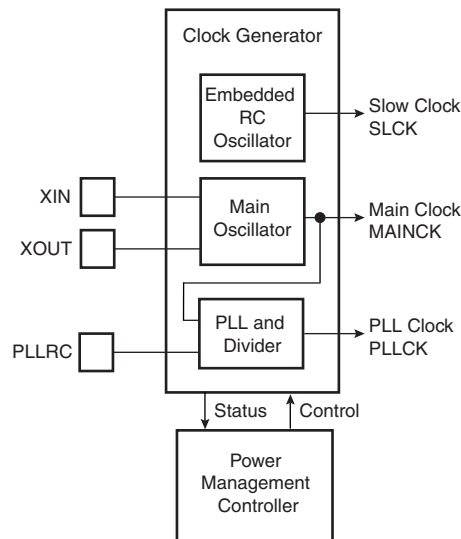 Clock Generator
Embedded
RC
Oscillator
Slow Clock
SLCK
XIN
Main
Oscillator
Main Clock
MAINCK
XOUT
PLL and
Divider
PLL Clock
PLLCK
PLLRC
Status
Control
Power
Management
Controller